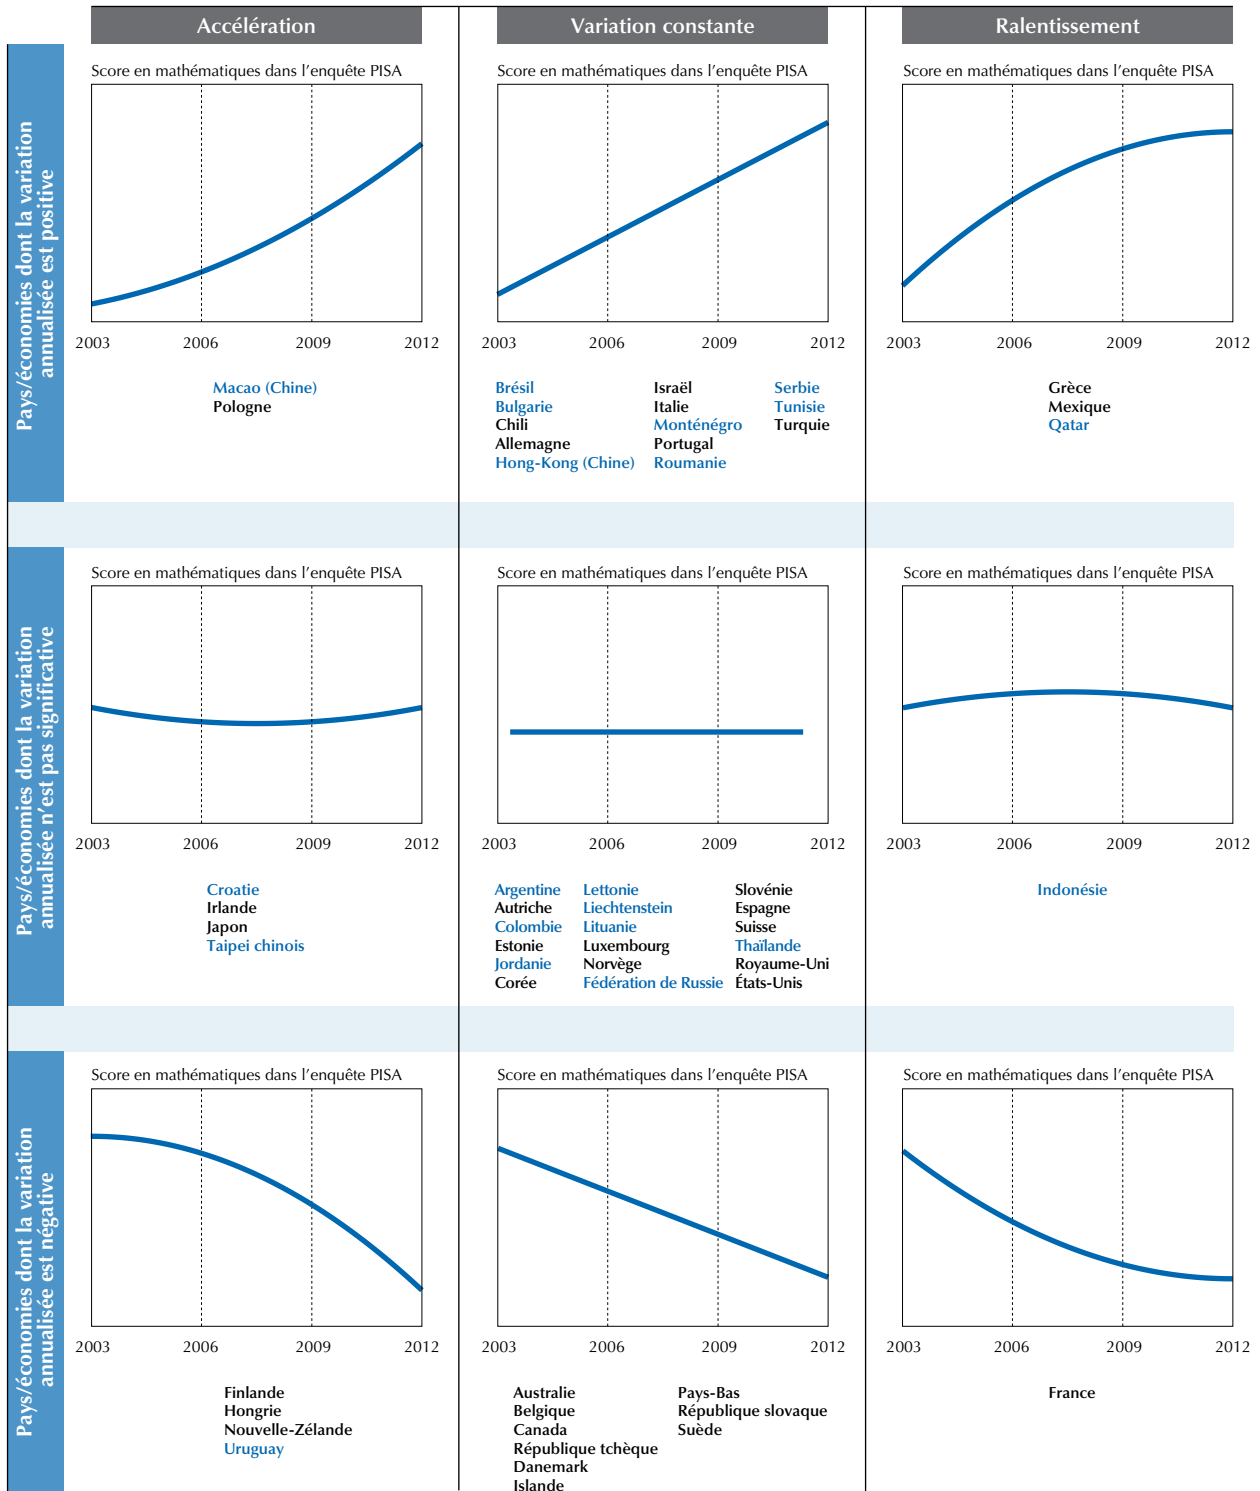 Accélération
Variation constante
Ralentissement
Pays/économies dont la variation
annualisée est positive
Score en mathématiques dans l'enquête PISA
2003 2006 2009 2012
Macao (Chine)
Pologne
Score en mathématiques dans l'enquête PISA
2003 2006 2009 2012
Brésil
Bulgarie
Chili
Allemagne
Hong-Kong (Chine)
Israël
Italie
Monténégro
Portugal
Roumanie
Serbie
Tunisie
Turquie
Score en mathématiques dans l'enquête PISA
2003 2006 2009 2012
Grèce
Mexique
Qatar
Pays/économies dont la variation
annualisée n'est pas significative
Score en mathématiques dans l'enquête PISA
2003 2006 2009 2012
Croatie
Irlande
Japon
Taipei chinois
Score en mathématiques dans l'enquête PISA
2003 2006 2009 2012
Argentine
Autriche
Colombie
Estonie
Jordanie
Corée
Lettonie
Liechtenstein
Lituanie
Luxembourg
Norvège
Fédération de Russie
Slovénie
Espagne
Suisse
Thaïlande
Royaume-Uni
États-Unis
Score en mathématiques dans l'enquête PISA
2003 2006 2009 2012
Indonésie
Pays/économies dont la variation
annualisée est négative
Score en mathématiques dans l'enquête PISA
2003 2006 2009 2012
Finlande
Hongrie
Nouvelle-Zélande
Uruguay
Score en mathématiques dans l'enquête PISA
2003 2006 2009 2012
Australie
Belgique
Canada
République tchèque
Danemark
Islande
Pays-Bas
République slovaque
Suède
Score en mathématiques dans l'enquête PISA
2003 2006 2009 2012
France